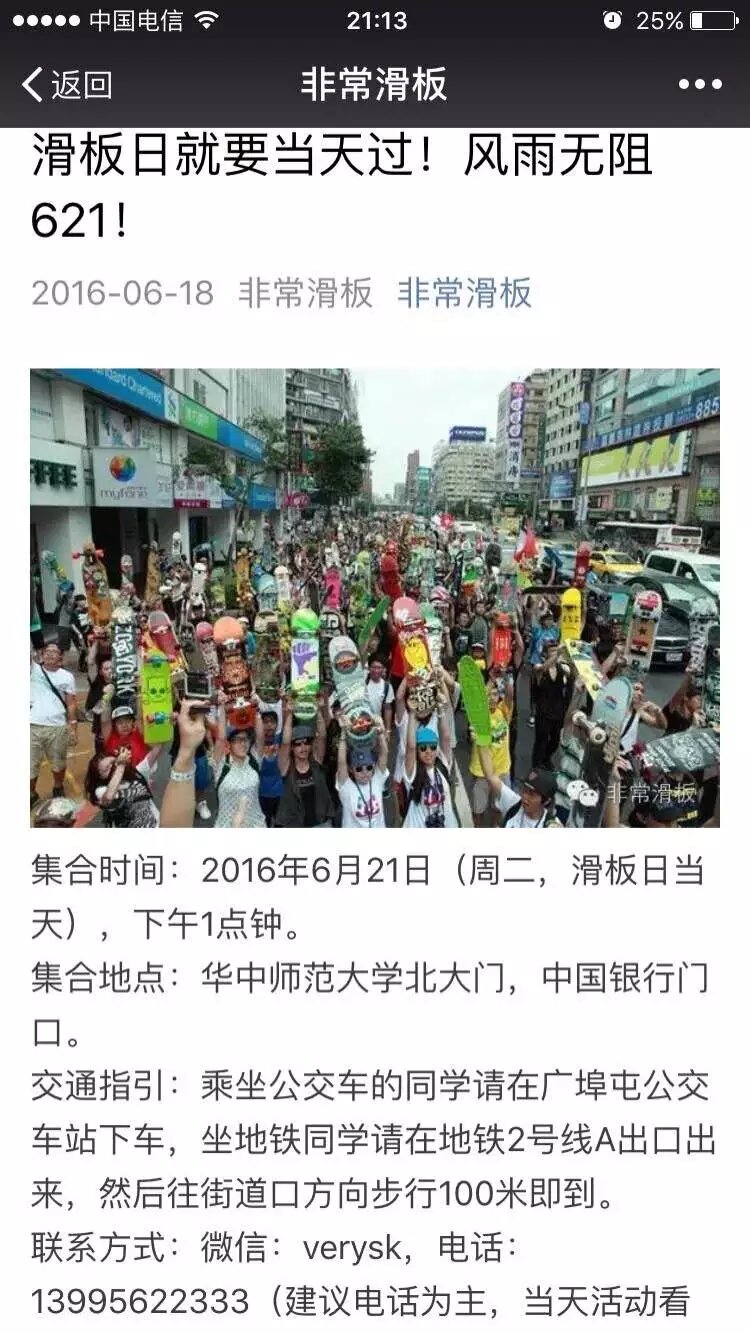 中国电信
21:13
25%
返回
非常滑板
滑板日就要当天过！风雨无阻
621！
2016-06-18 非常滑板 非常滑板
Standard Chartered
myfone
OLYMPUS
885
非常滑板
集合时间：2016年6月21日（周二，滑板日当
天），下午1点钟。
集合地点：华中师范大学北大门，中国银行门
口。
交通指引：乘坐公交车的同学请在广埠屯公交
车站下车，坐地铁同学请在地铁2号线A出口出
来，然后往街道口方向步行100米即到。
联系方式：微信：verysk，电话：
13995622333（建议电话为主，当天活动看